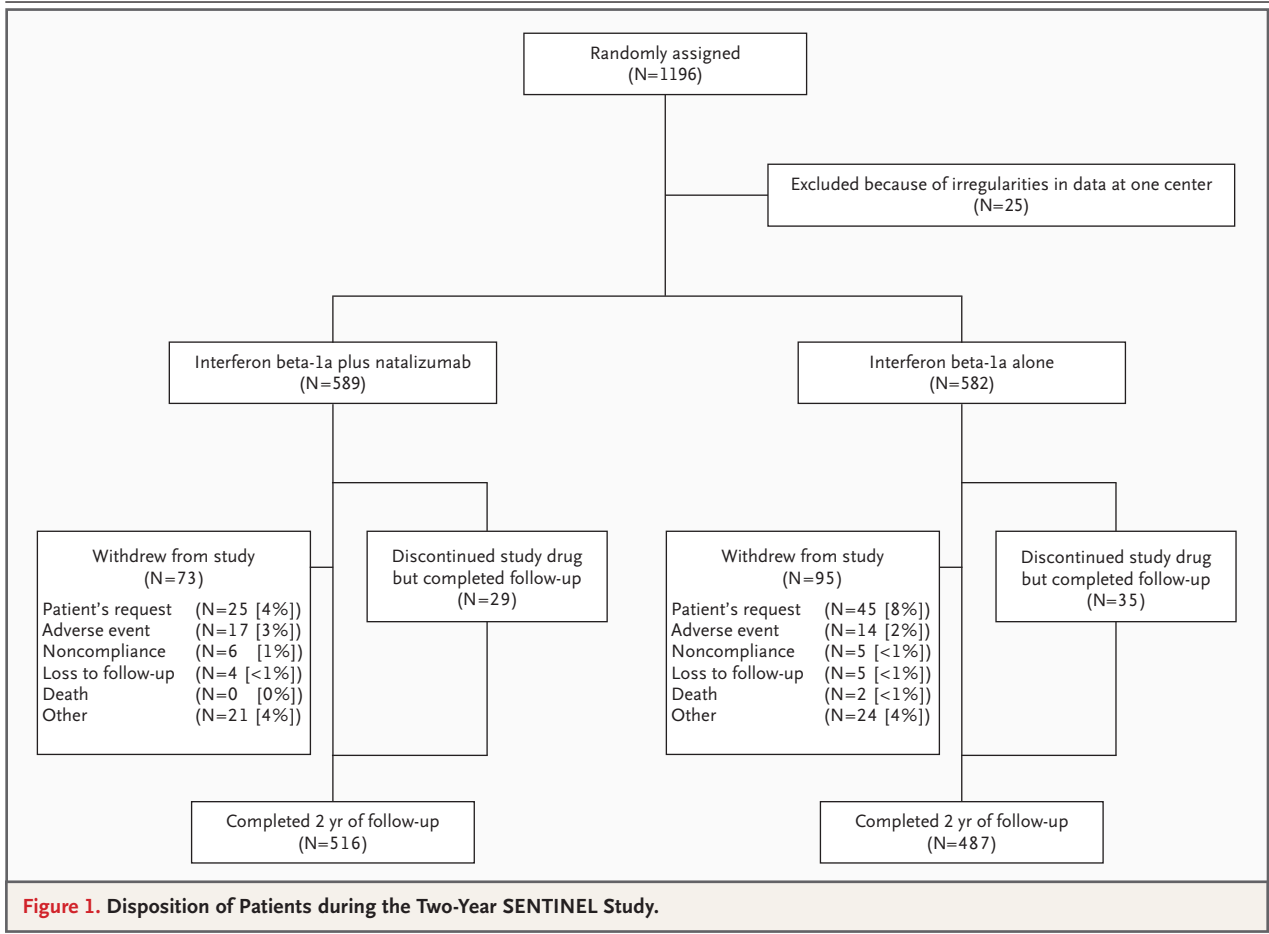 Randomly assigned
(N=1196)
Excluded because of irregularities in data at one center
(N=25)
Interferon beta-1a plus natalizumab
(N=589)
Interferon beta-1a alone
(N=582)
Withdrew from study
(N=73)
Patient's request (N=25 [4%])
Adverse event (N=17 [3%])
Noncompliance (N=6 [1%])
Loss to follow-up (N=4 [<1%])
Death (N=0 [0%])
Other (N=21 [4%])
Discontinued study drug
but completed follow-up
(N=29)
Withdrew from study
(N=95)
Patient's request (N=45 [8%])
Adverse event (N=14 [2%])
Noncompliance (N=5 [<1%])
Loss to follow-up (N=5 [<1%])
Death (N=2 [<1%])
Other (N=24 [4%])
Discontinued study drug
but completed follow-up
(N=35)
Completed 2 yr of follow-up
(N=516)
Completed 2 yr of follow-up
(N=487)
Figure 1. Disposition of Patients during the Two-Year SENTINEL Study.